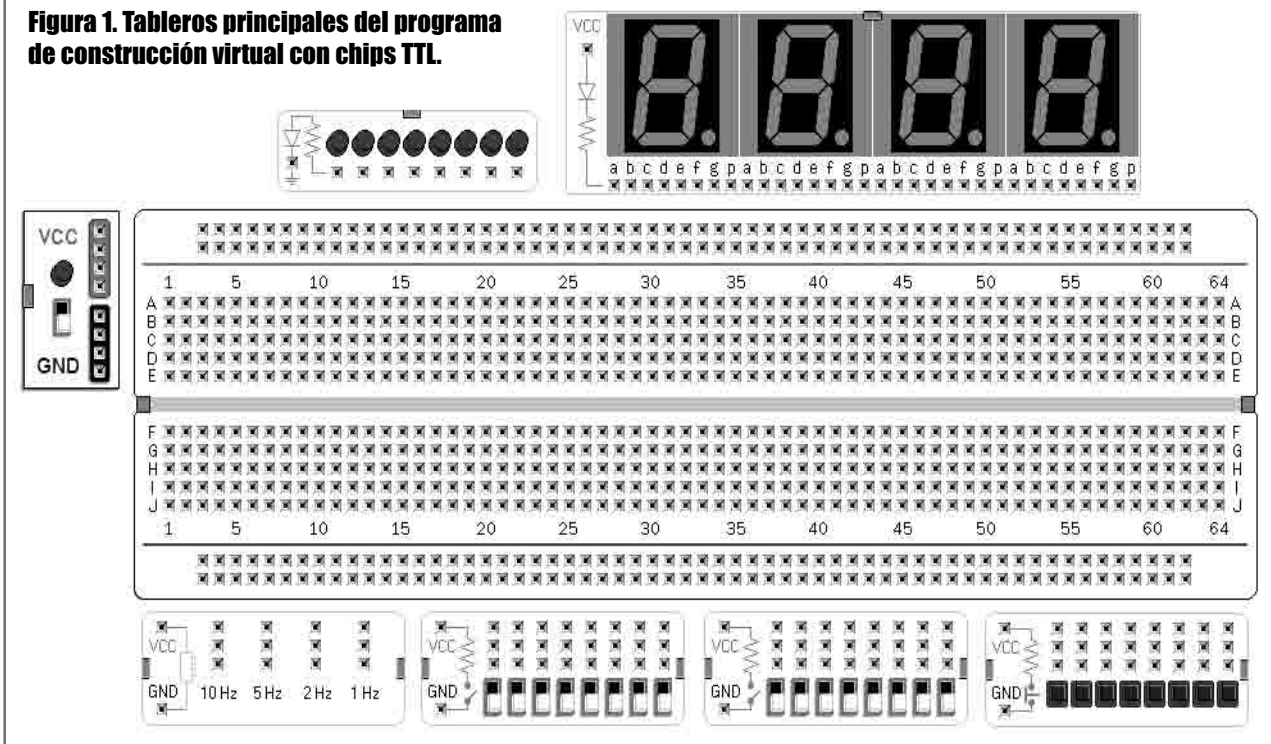 Figura 1. Tableros principales del programa
de construcción virtual con chips TTL.
VCC
a b c d e f g p a b c d e f g p a b c d e f g p a b c d e f g p
VCC
GND
1 5 10 15 20 25 30 35 40 45 50 55 60 64
A A
B B
C C
D D
E E
F F
G G
H H
I I
J J
1 5 10 15 20 25 30 35 40 45 50 55 60 64
VCC
GND 10 Hz 5 Hz 2 Hz 1 Hz
VCC
GND
VCC
GND
VCC
GND